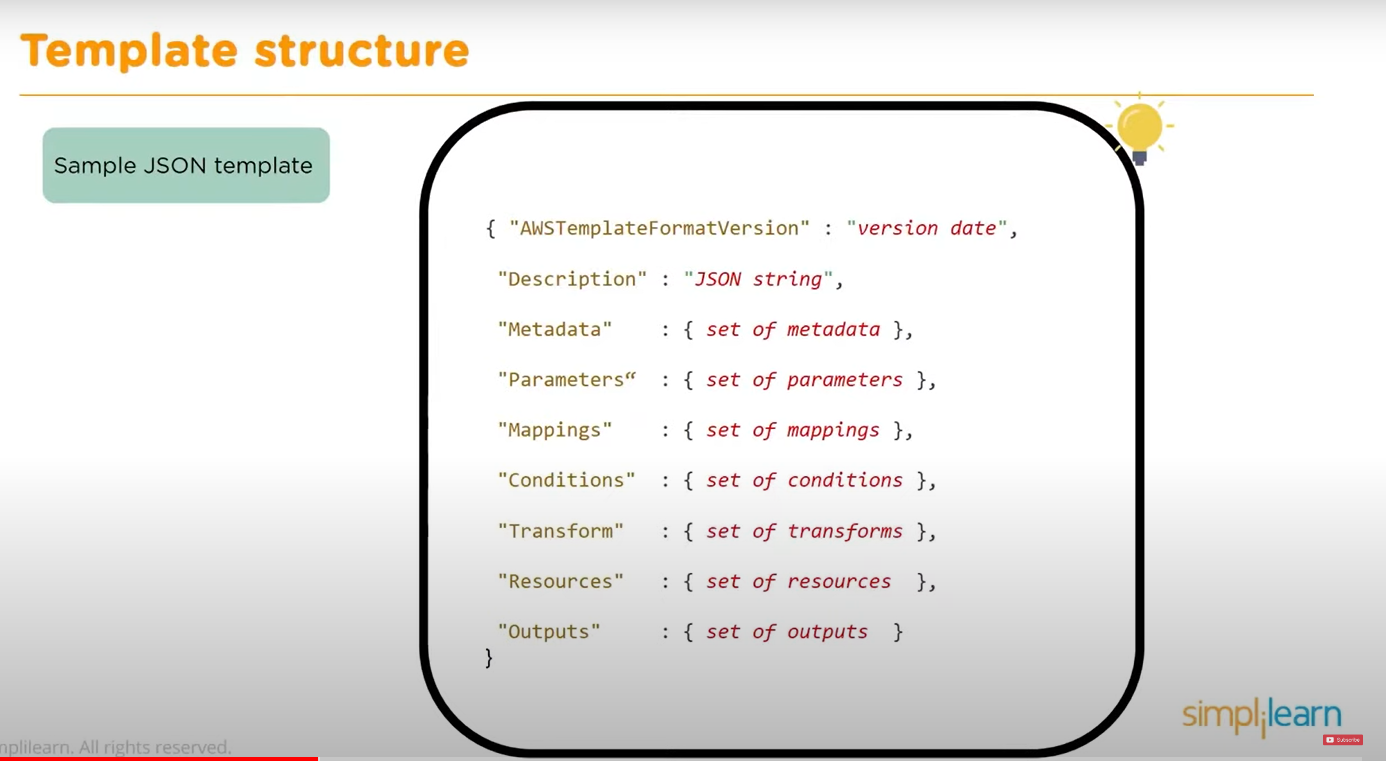 Template structure
Sample JSON template
{ "AWSTemplateFormatVersion" : "version date",
"Description" : "JSON string",
"Metadata" : { set of metadata },
"Parameters“ : { set of parameters },
"Mappings" : { set of mappings },
"Conditions" : { set of conditions },
"Transform" : { set of transforms },
"Resources" : { set of resources },
"Outputs" : { set of outputs }
}
simplilearn
Subscribe
mplilearn. All rights reserved.